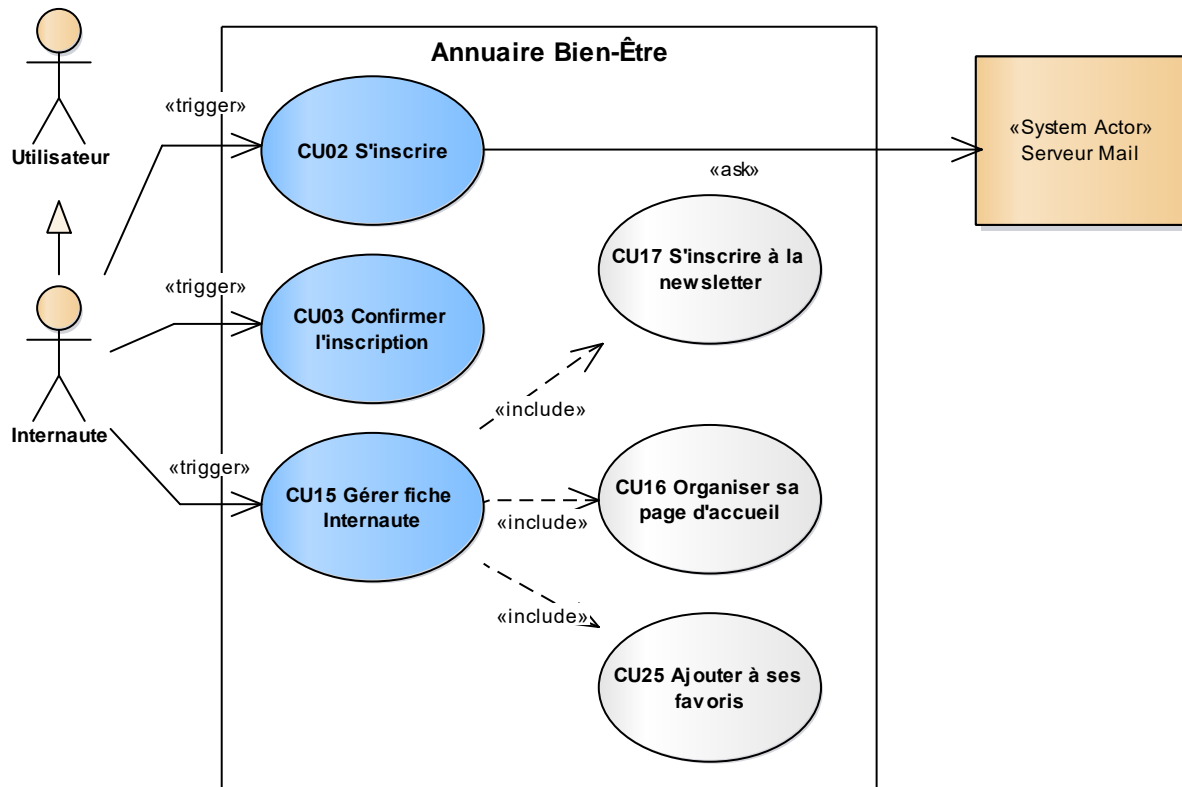 Annuaire Bien-Être
Utilisateur
«trigger»
CU02 S'inscrire
«ask»
«System Actor»
Serveur Mail
CU17 S'inscrire à la
newsletter
Internaute
«trigger»
CU03 Confirmer
l'inscription
«include»
«trigger»
CU15 Gérer fiche
Internaute
«include»
CU16 Organiser sa
page d'accueil
«include»
CU25 Ajouter à ses
favoris